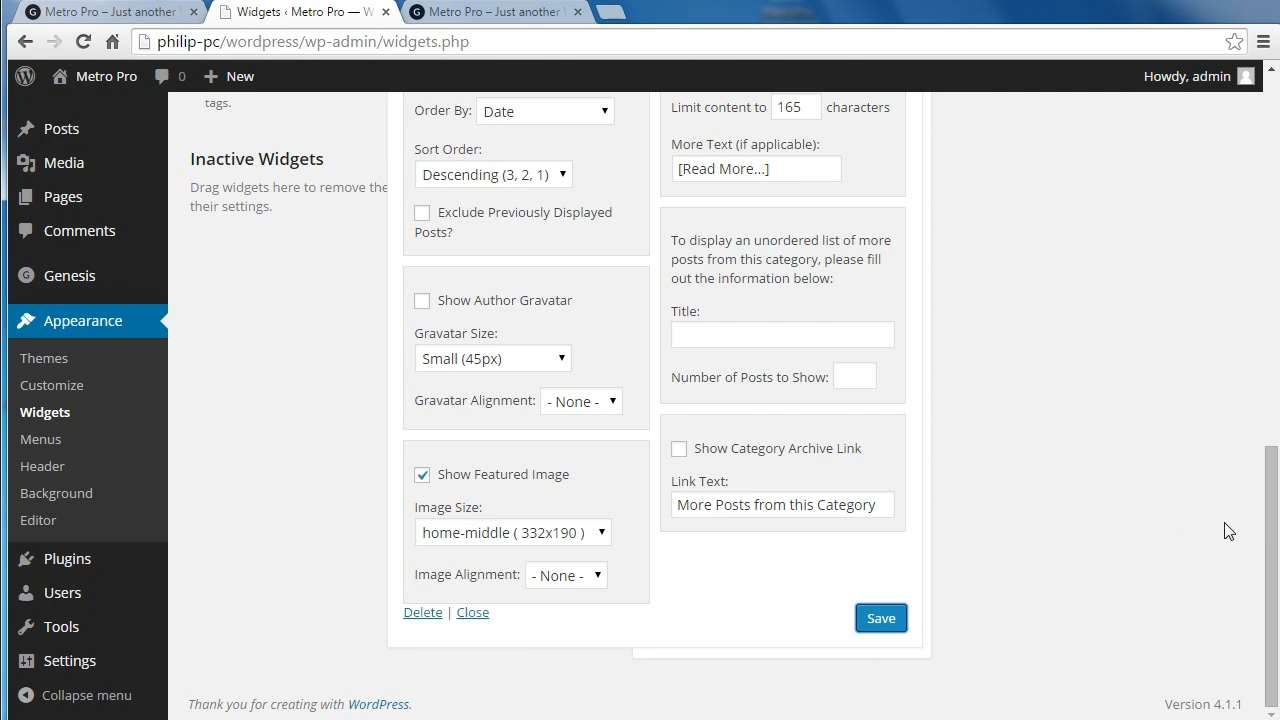 Metro Pro – Just another
Widgets ‹ Metro Pro — W
Metro Pro – Just another
philip-pc/wordpress/wp-admin/widgets.php
Metro Pro
0
New
Howdy, admin
Posts
Media
Pages
Comments
Genesis
Appearance
Themes
Customize
Widgets
Menus
Header
Background
Editor
Plugins
Users
Tools
Settings
Collapse menu
tags.
Inactive Widgets
Drag widgets here to remove the
their settings.
Order By: Date
Sort Order:
Descending (3, 2, 1)
Exclude Previously Displayed
Posts?
Show Author Gravatar
Gravatar Size:
Small (45px)
Gravatar Alignment: - None -
Show Featured Image
Image Size:
home-middle ( 332x190 )
Image Alignment: - None -
Delete | Close
Limit content to 165 characters
More Text (if applicable):
[Read More...]
To display an unordered list of more
posts from this category, please fill
out the information below:
Title:
Number of Posts to Show:
Show Category Archive Link
Link Text:
More Posts from this Category
Save
Thank you for creating with WordPress.
Version 4.1.1